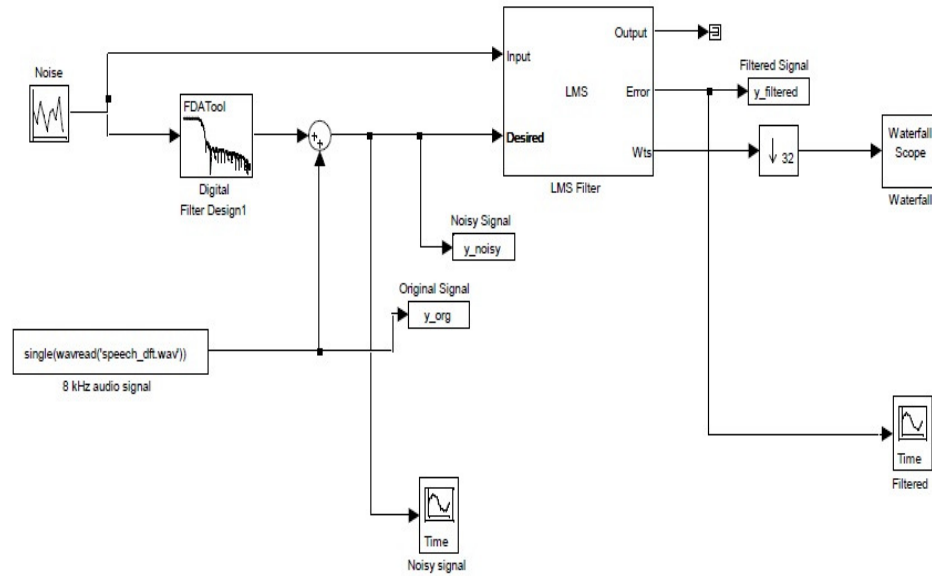 Noise
FDATool
Digital
Filter Design1
Input
Desired
LMS
Output
Error
Wts
LMS Filter
Filtered Signal
y_filtered
32
Waterfall
Scope
Waterfall
Noisy Signal
y_noisy
Original Signal
y_org
single(wavread('speech_dft.wav'))
8 kHz audio signal
Time
Noisy signal
Time
Filtered